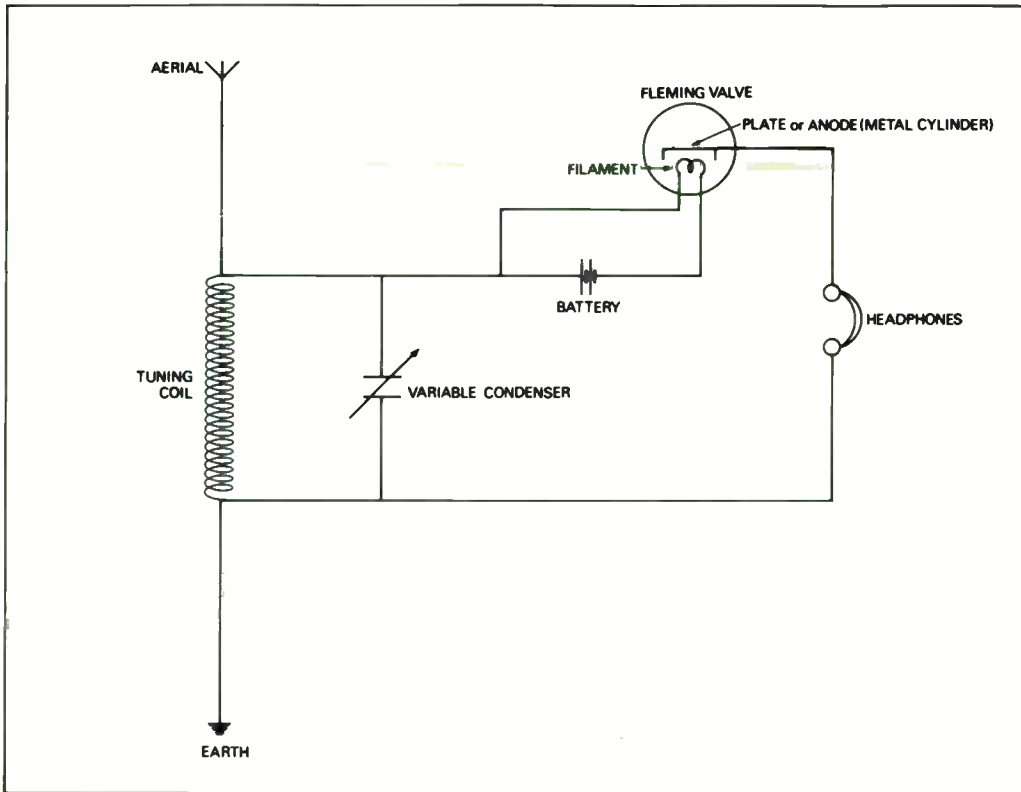 AERIAL
FLEMING VALVE
PLATE or ANODE (METAL CYLINDER)
FILAMENT
BATTERY
HEADPHONES
TUNING
COIL
VARIABLE CONDENSER
EARTH